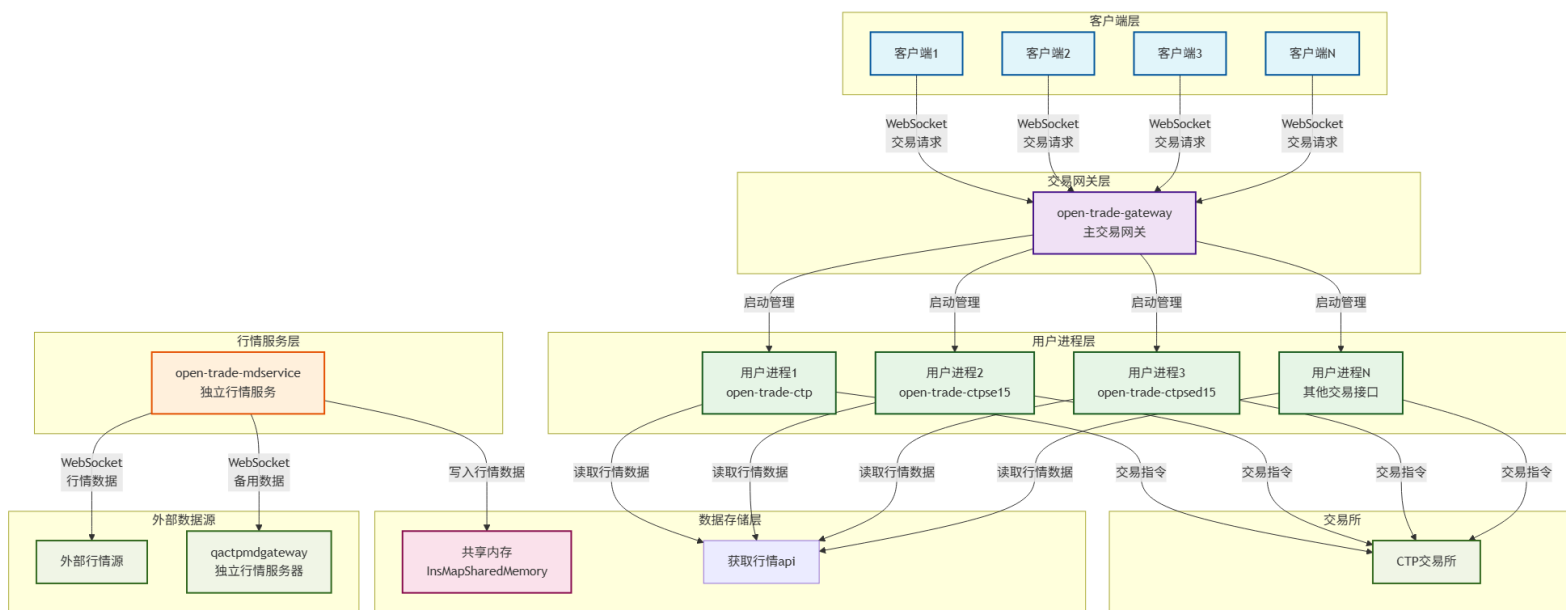 客户端层
客户端1
客户端2
客户端3
客户端N
WebSocket
交易请求
WebSocket
交易请求
WebSocket
交易请求
WebSocket
交易请求
交易网关层
open-trade-gateway
主交易网关
启动管理
启动管理
启动管理
启动管理
行情服务层
open-trade-mdservice
独立行情服务
用户进程层
用户进程1
open-trade-ctp
用户进程2
open-trade-ctpse15
用户进程3
open-trade-ctpsed15
用户进程N
其他交易接口
WebSocket
行情数据
WebSocket
备用数据
写入行情数据
读取行情数据
读取行情数据
读取行情数据
读取行情数据
交易指令
交易指令
交易指令
交易指令
外部数据源
外部行情源
qactpmdgateway
独立行情服务器
数据存储层
共享内存
InsMapSharedMemory
获取行情api
交易所
CTP交易所